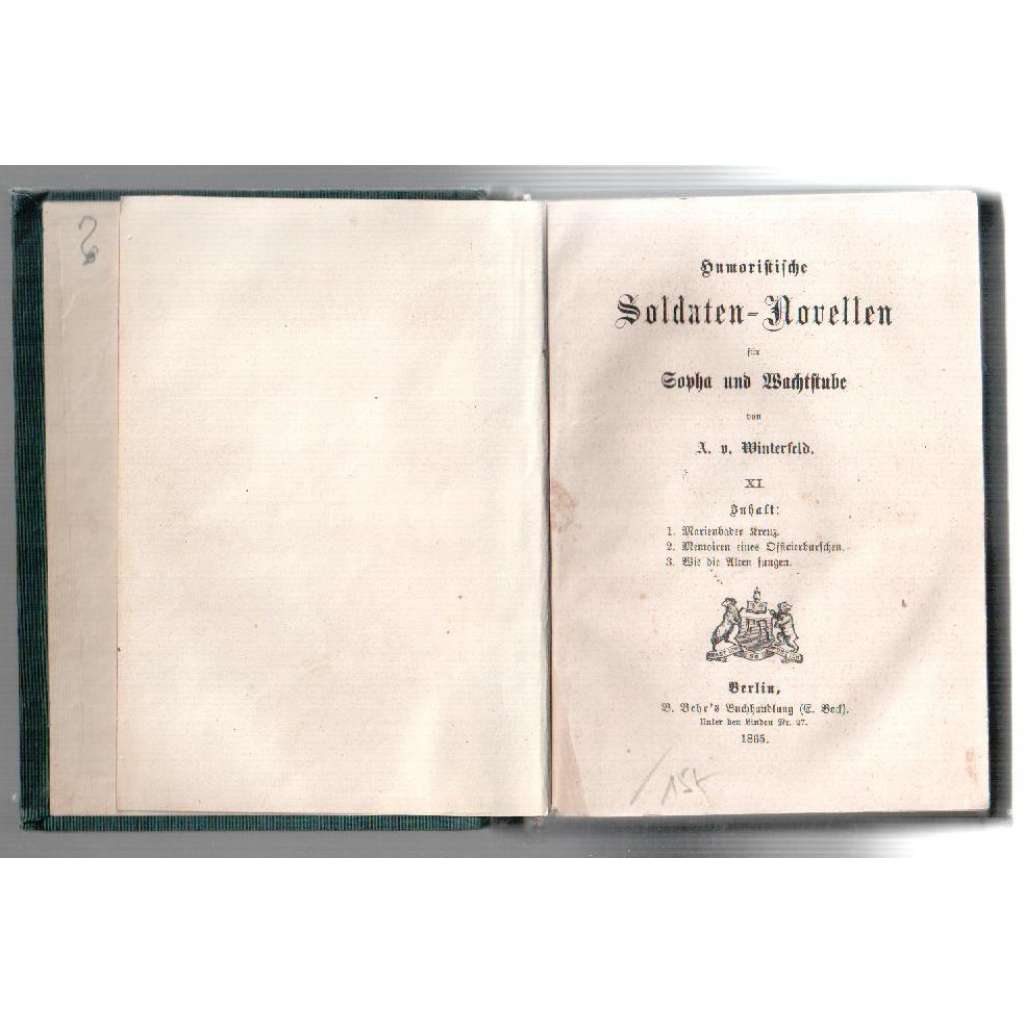 Humoristische
Soldaten-Novellen
für
Sopha und Wachtstube
von
A. v. Winterfeld.
XI.
Inhalt:
1. Marienbader Kreuz.
2. Memoiren eines Officierburschen.
3. Wie die Alten sungen.
Berlin,
B. Behr's Buchhandlung (E. Bock).
Unter den Linden Nr. 27.
1865.